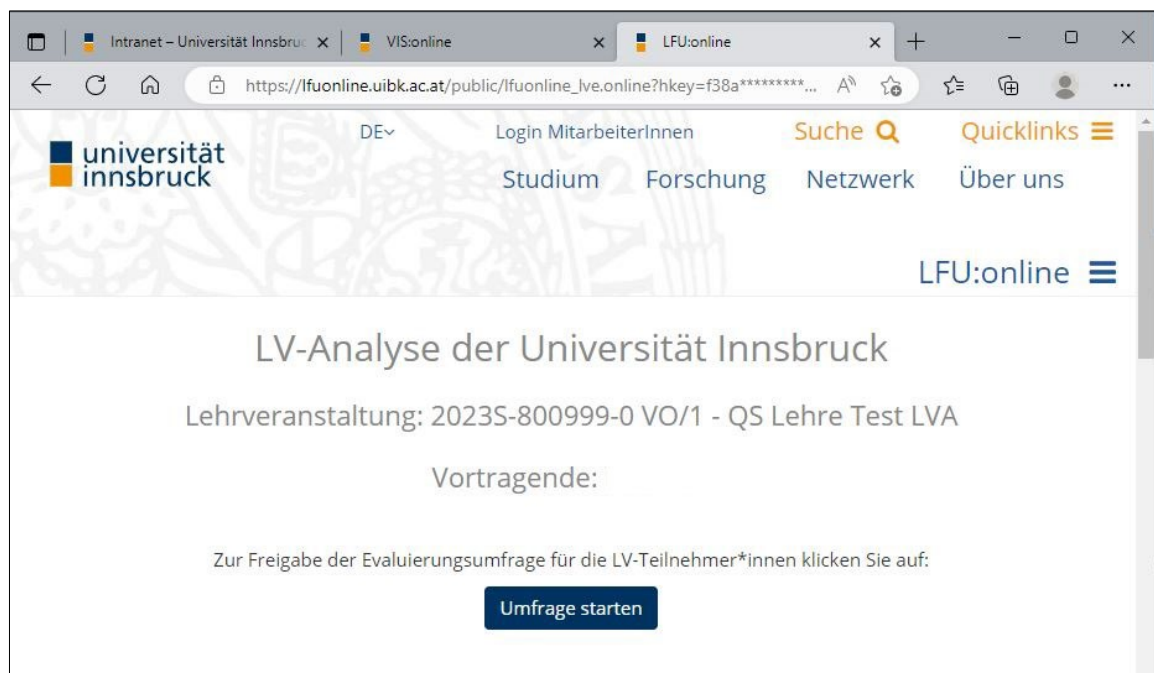 Intranet – Universität Innsbruc
VIS:online
LFU:online
https://lfuonline.uibk.ac.at/public/lfuonline_lve.online?hkey=f38a*********...
DE
Login MitarbeiterInnen
Suche
Quicklinks
universität
innsbruck
Studium
Forschung
Netzwerk
Über uns
LFU:online
LV-Analyse der Universität Innsbruck
Lehrveranstaltung: 2023S-800999-0 VO/1 - QS Lehre Test LVA
Vortragende:
Zur Freigabe der Evaluierungsumfrage für die LV-Teilnehmer*innen klicken Sie auf:
Umfrage starten